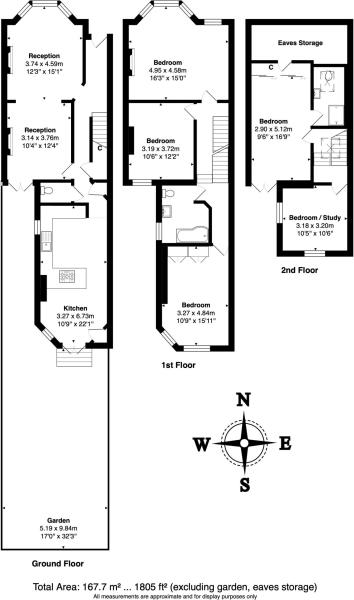 Reception
3.74 x 4.59m
12'3" x 15'1"
Reception
3.14 x 3.76m
10'4" x 12'4"
C
Kitchen
3.27 x 6.73m
10'9" x 22'1"
Garden
5.19 x 9.84m
17'0" x 32'3"
Ground Floor
Bedroom
4.95 x 4.58m
16'3" x 15'0"
Bedroom
3.19 x 3.72m
10'6" x 12'2"
Bedroom
3.27 x 4.84m
10'9" x 15'11"
1st Floor
Eaves Storage
C
Bedroom
2.90 x 5.12m
9'6" x 16'9"
Bedroom / Study
3.18 x 3.20m
10'5" x 10'6"
2nd Floor
N
W E
S
Total Area: 167.7 m² ... 1805 ft² (excluding garden, eaves storage)
All measurements are approximate and for display purposes only